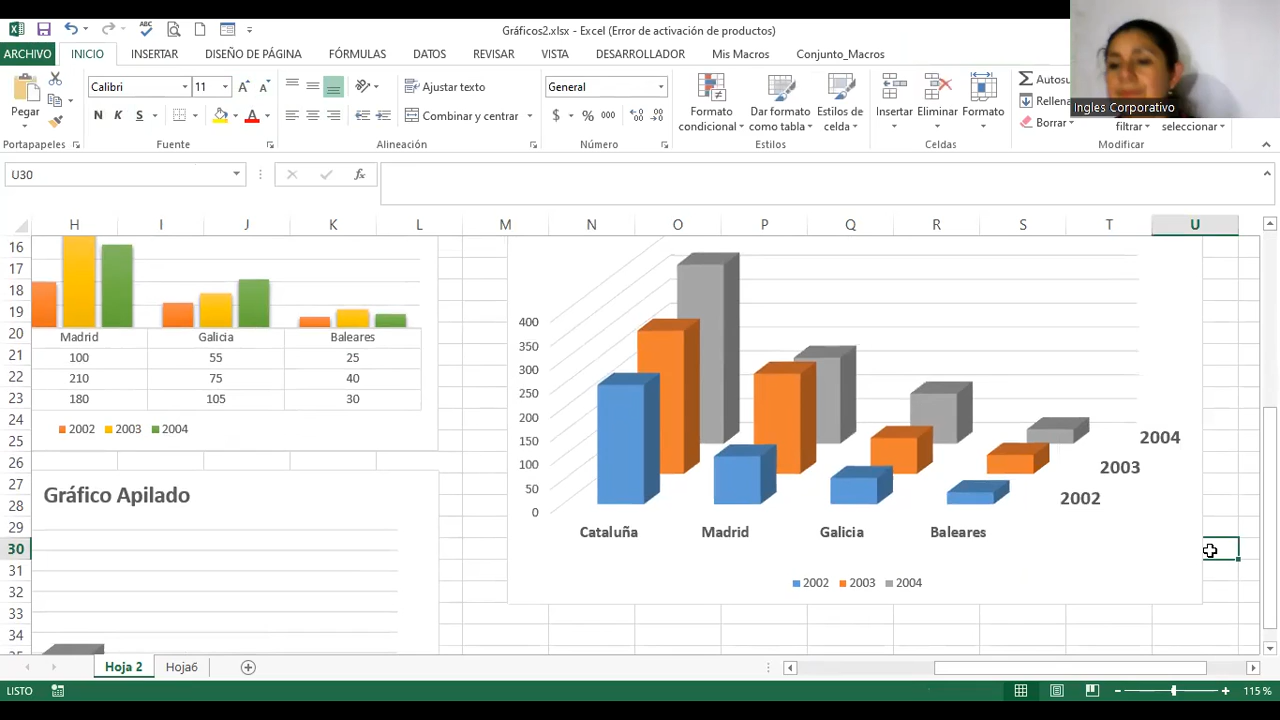 Gráficos2.xlsx - Excel (Error de activación de productos)
ARCHIVO INICIO INSERTAR DISEÑO DE PÁGINA FÓRMULAS DATOS REVISAR VISTA DESARROLLADOR Mis Macros Conjunto_Macros
Calibri 11 Ajustar texto General Autosu
Pegar N K S Combinar y centrar $ % 000 Formato condicional Dar formato como tabla Estilos de celda Insertar Eliminar Formato Rellena
Borrar filtrar seleccionar
Ingles Corporativo
Portapapeles Fuente Alineación Número Estilos Celdas Modificar
U30 fx
H I J K L M N O P Q R S T U
16
17
18
19
20 Madrid Galicia Baleares
21 100 55 25
22 210 75 40
23 180 105 30
24 2002 2003 2004
25
26
27 Gráfico Apilado
28
29
30
31
32
33
34
400
350
300
250
200
150
100
50
0
2004
2003
2002
Cataluña Madrid Galicia Baleares
2002 2003 2004
Hoja 2 Hoja6
LISTO 115 %